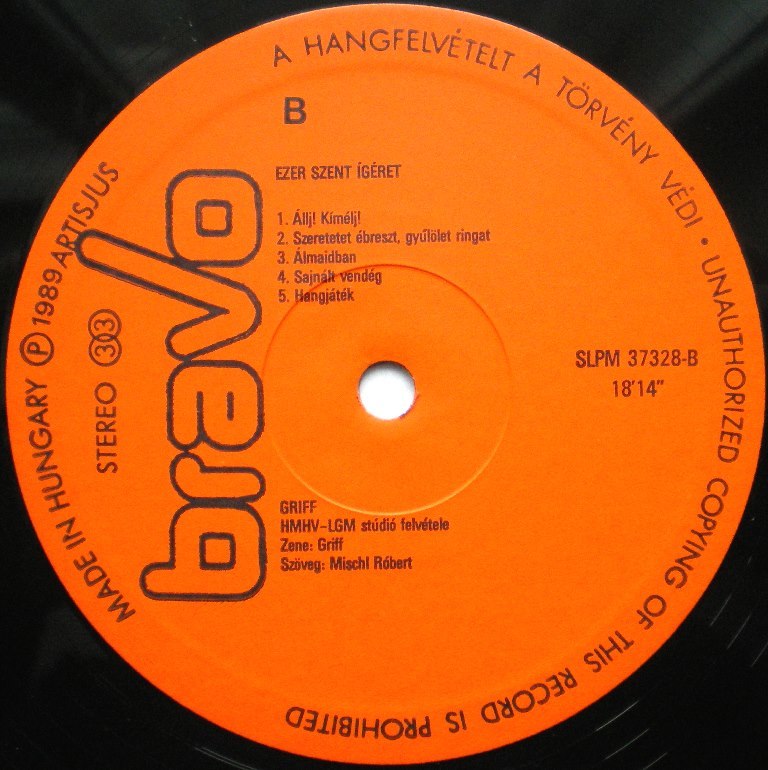 A HANGFELVÉTELT A TÖRVÉNY VÉDI • UNAUTHORIZED COPYING OF THIS RECORD IS PROHIBITED
MADE IN HUNGARY Ⓟ 1989 ARTISJUS
STEREO 33
bravo
B
EZER SZENT ÍGÉRET
1. Állj! Kímélj!
2. Szeretetet ébreszt, gyűlölet ringat
3. Álmaidban
4. Sajnált vendég
5. Hangjáték
SLPM 37328-B
18'14"
GRIFF
HMHV-LGM stúdió felvétele
Zene: Griff
Szöveg: Mischl Róbert